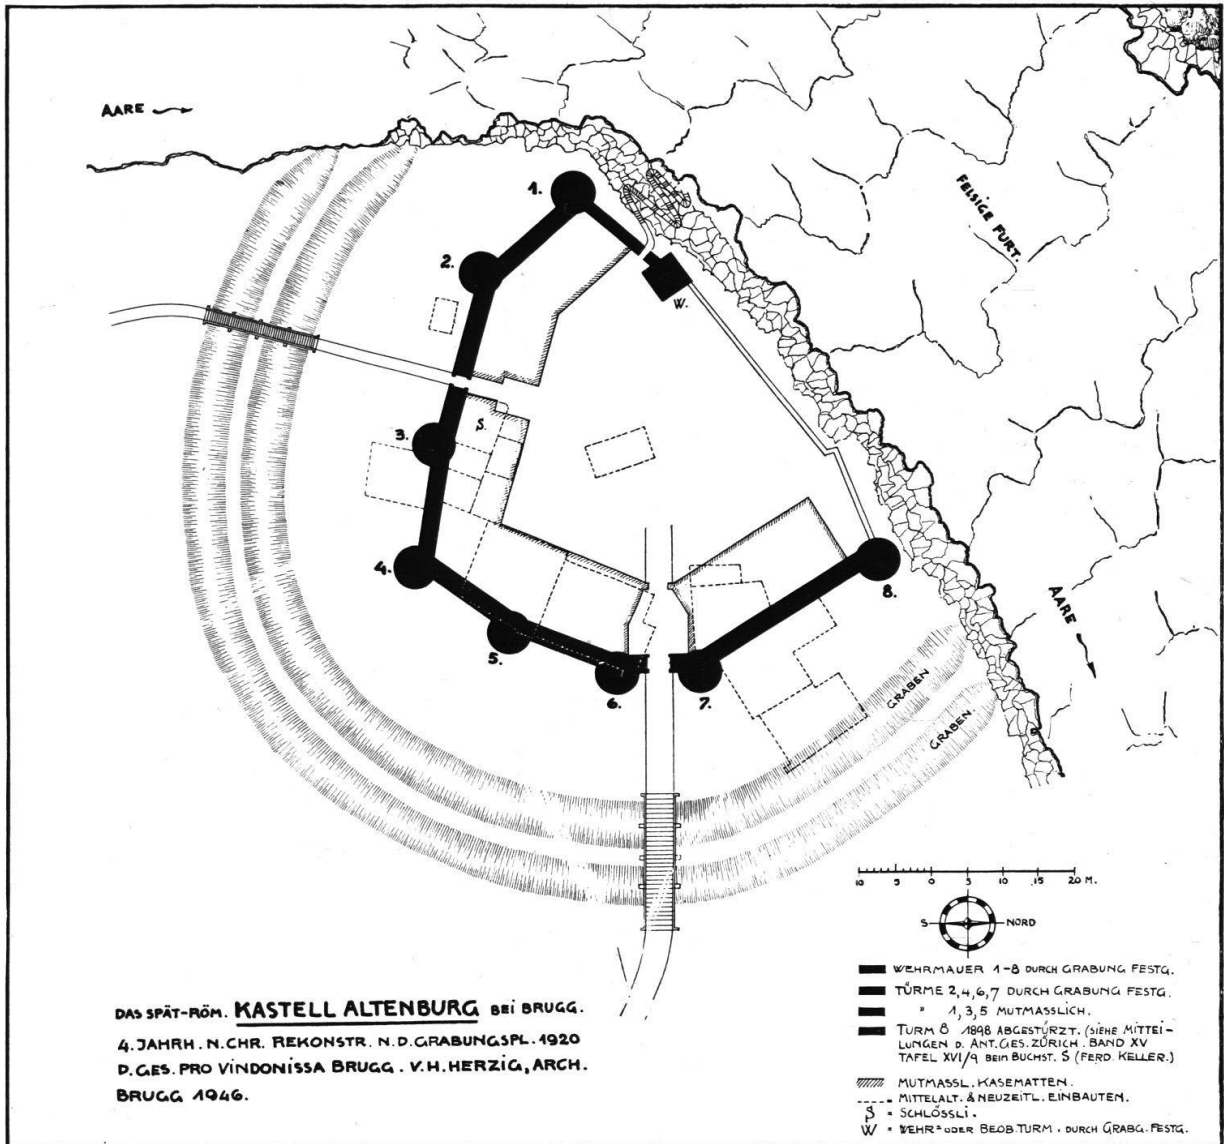 AARE
FELSIGE FURT.
1.
2.
W.
3.
S.
4.
5.
6.
7.
8.
AARE
GRABEN
GRABEN
10 5 0 5 10 15 20 M.
S NORD
WEHRMAUER 1-8 DURCH GRABUNG FESTG.
TÜRME 2,4,6,7 DURCH GRABUNG FESTG.
" 1,3,5 MUTMASSLICH.
TURM 8 1898 ABGESTÜRZT. (SIEHE MITTEI-
LUNGEN D. ANT. GES. ZÜRICH. BAND XV
TAFEL XVI/9 BEIM BUCHST. S (FERD. KELLER.)
MUTMASSL. KASEMATTEN.
MITTELALT. & NEUZEITL. EINBAUTEN.
S = SCHLÖSSLI.
W = WEHR= ODER BEOB. TURM. DURCH GRABG. FESTG.
DAS SPÄT-RÖM. KASTELL ALTENBURG BEI BRUGG.
4. JAHRH. N. CHR. REKONSTR. N. D. GRABUNGSPL. 1920
D. GES. PRO VINDONISSA BRUGG. V. H. HERZIG, ARCH.
BRUGG 1946.